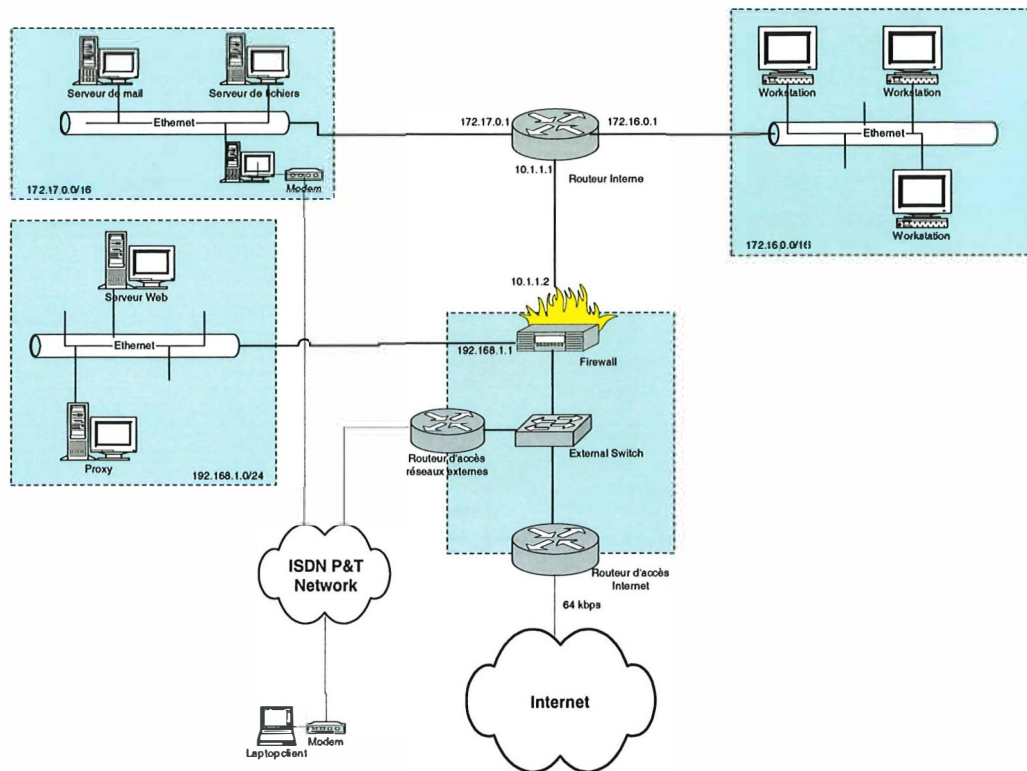 Serveur de mail
Serveur de fichiers
Ethernet
Modem
172.17.0.0/16
172.17.0.1
172.16.0.1
10.1.1.1
Routeur Interne
Workstation
Workstation
Ethernet
Workstation
172.16.0.0/16
Serveur Web
Ethernet
Proxy
192.168.1.0/24
10.1.1.2
192.168.1.1
Firewall
External Switch
Routeur d'accès
réseaux externes
Routeur d'accès
Internet
64 kbps
ISDN P&T
Network
Internet
Laptop client
Modem